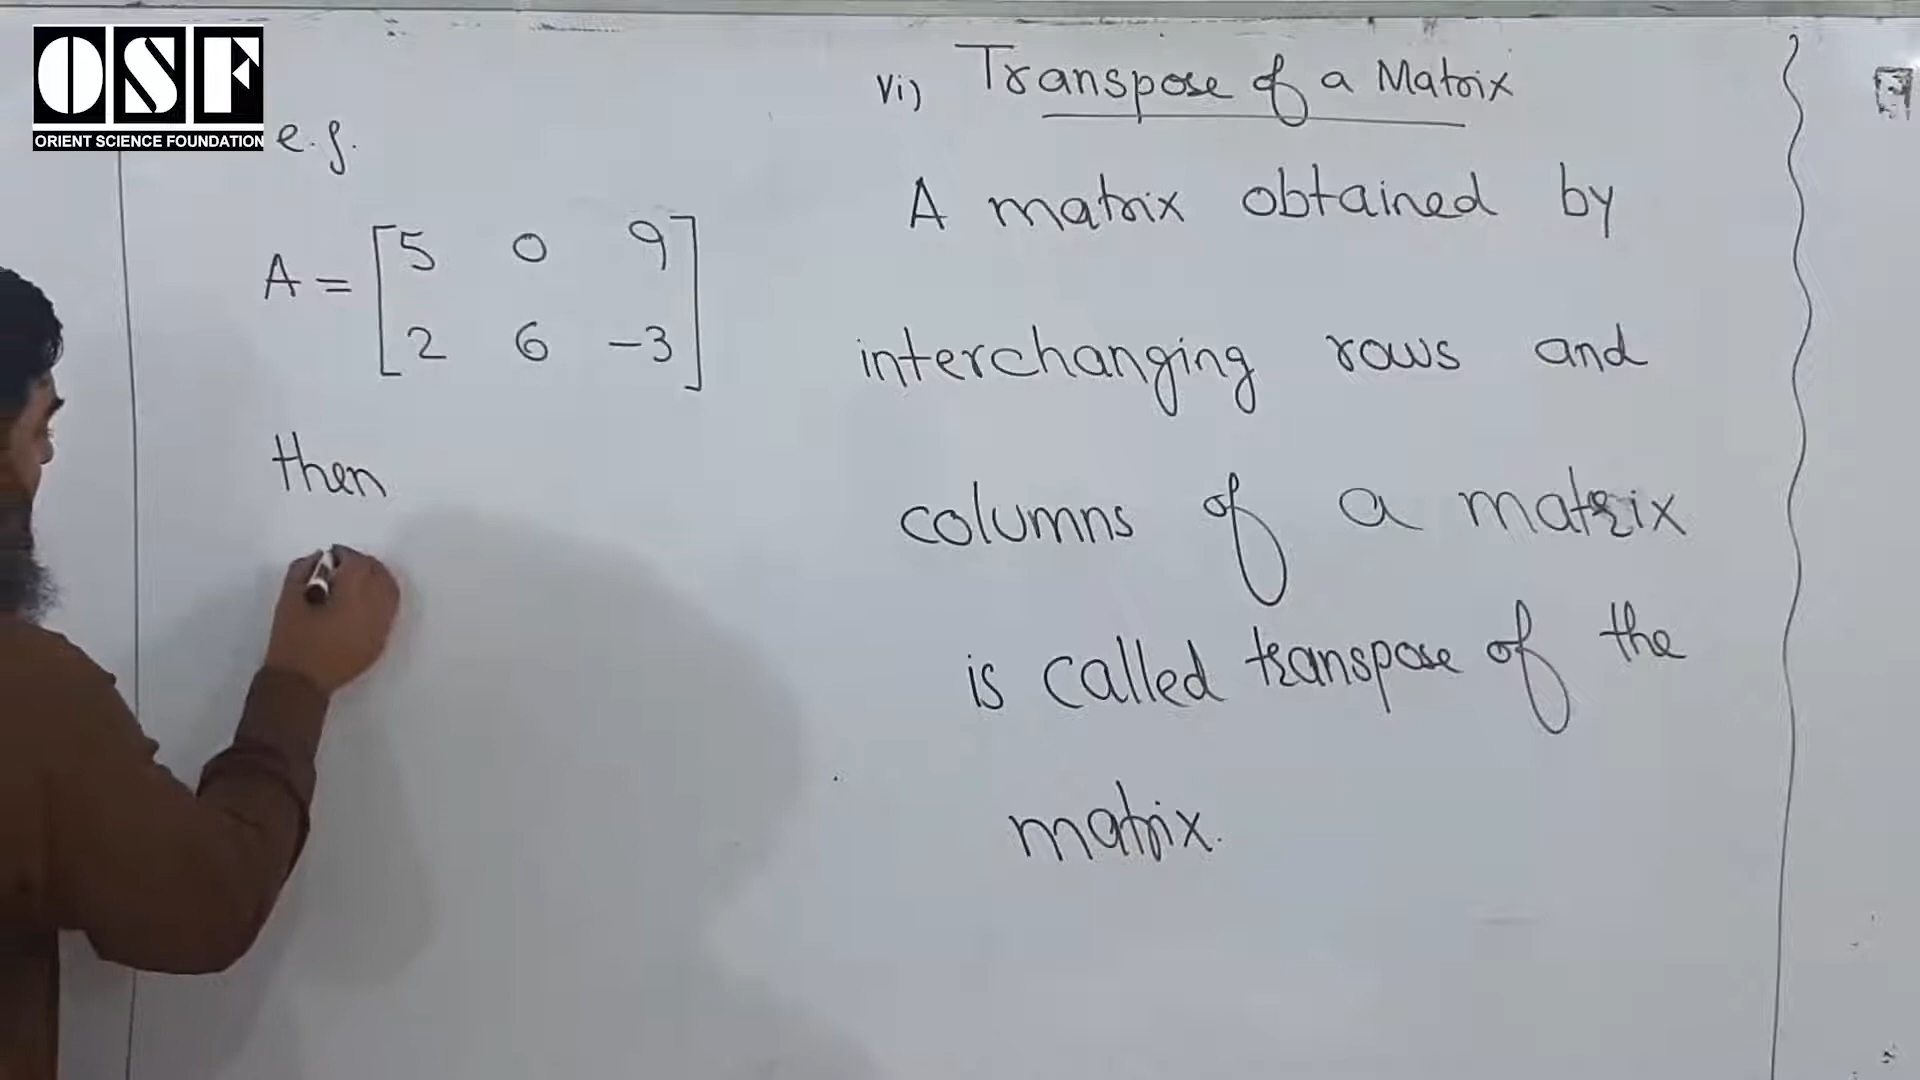 OSF
ORIENT SCIENCE FOUNDATION
e.g.
A = [5 0 9
2 6 -3]
then
vi) Transpose of a Matrix
A matrix obtained by
interchanging rows and
columns of a matrix
is called transpose of the
matrix.